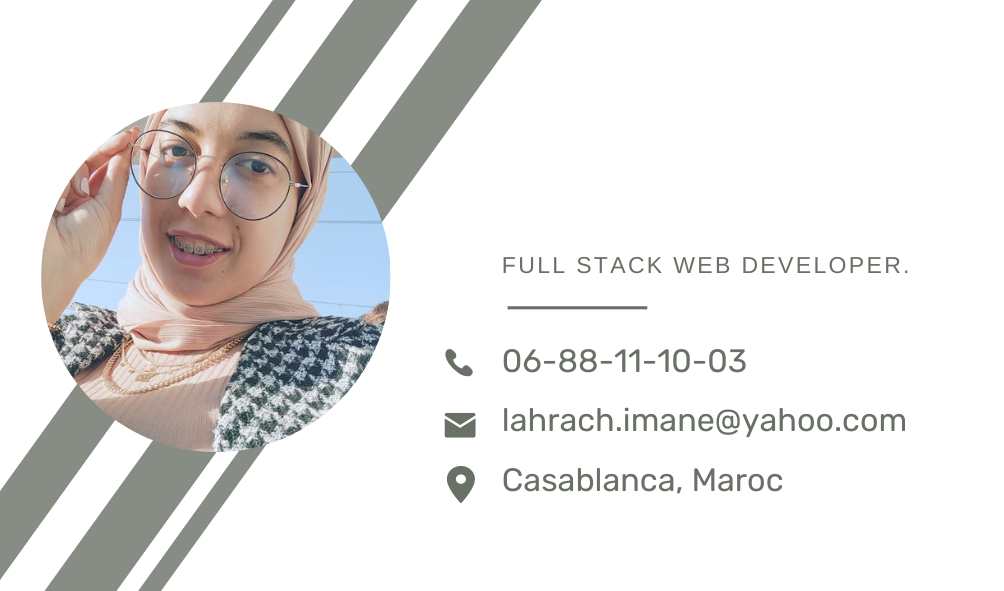 FULL STACK WEB DEVELOPER.
06-88-11-10-03
lahrach.imane@yahoo.com
Casablanca, Maroc